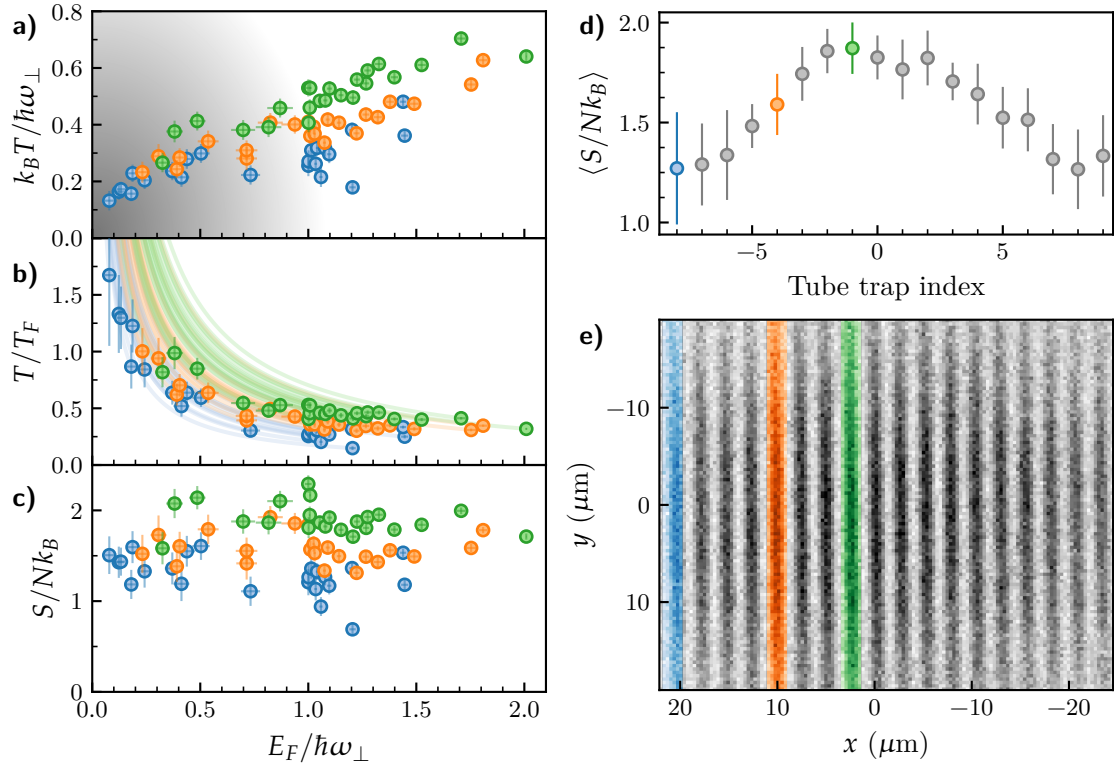 a)
k_B T/ħω_⊥
0.8
0.6
0.4
0.2
0.0
b)
T/T_F
1.5
1.0
0.5
0.0
c)
S/Nk_B
2
1
0
0.0 0.5 1.0 1.5 2.0
E_F/ħω_⊥
d)
⟨S/Nk_B⟩
2.0
1.5
1.0
−5 0 5
Tube trap index
e)
y (μm)
−10
0
10
20 10 0 −10 −20
x (μm)